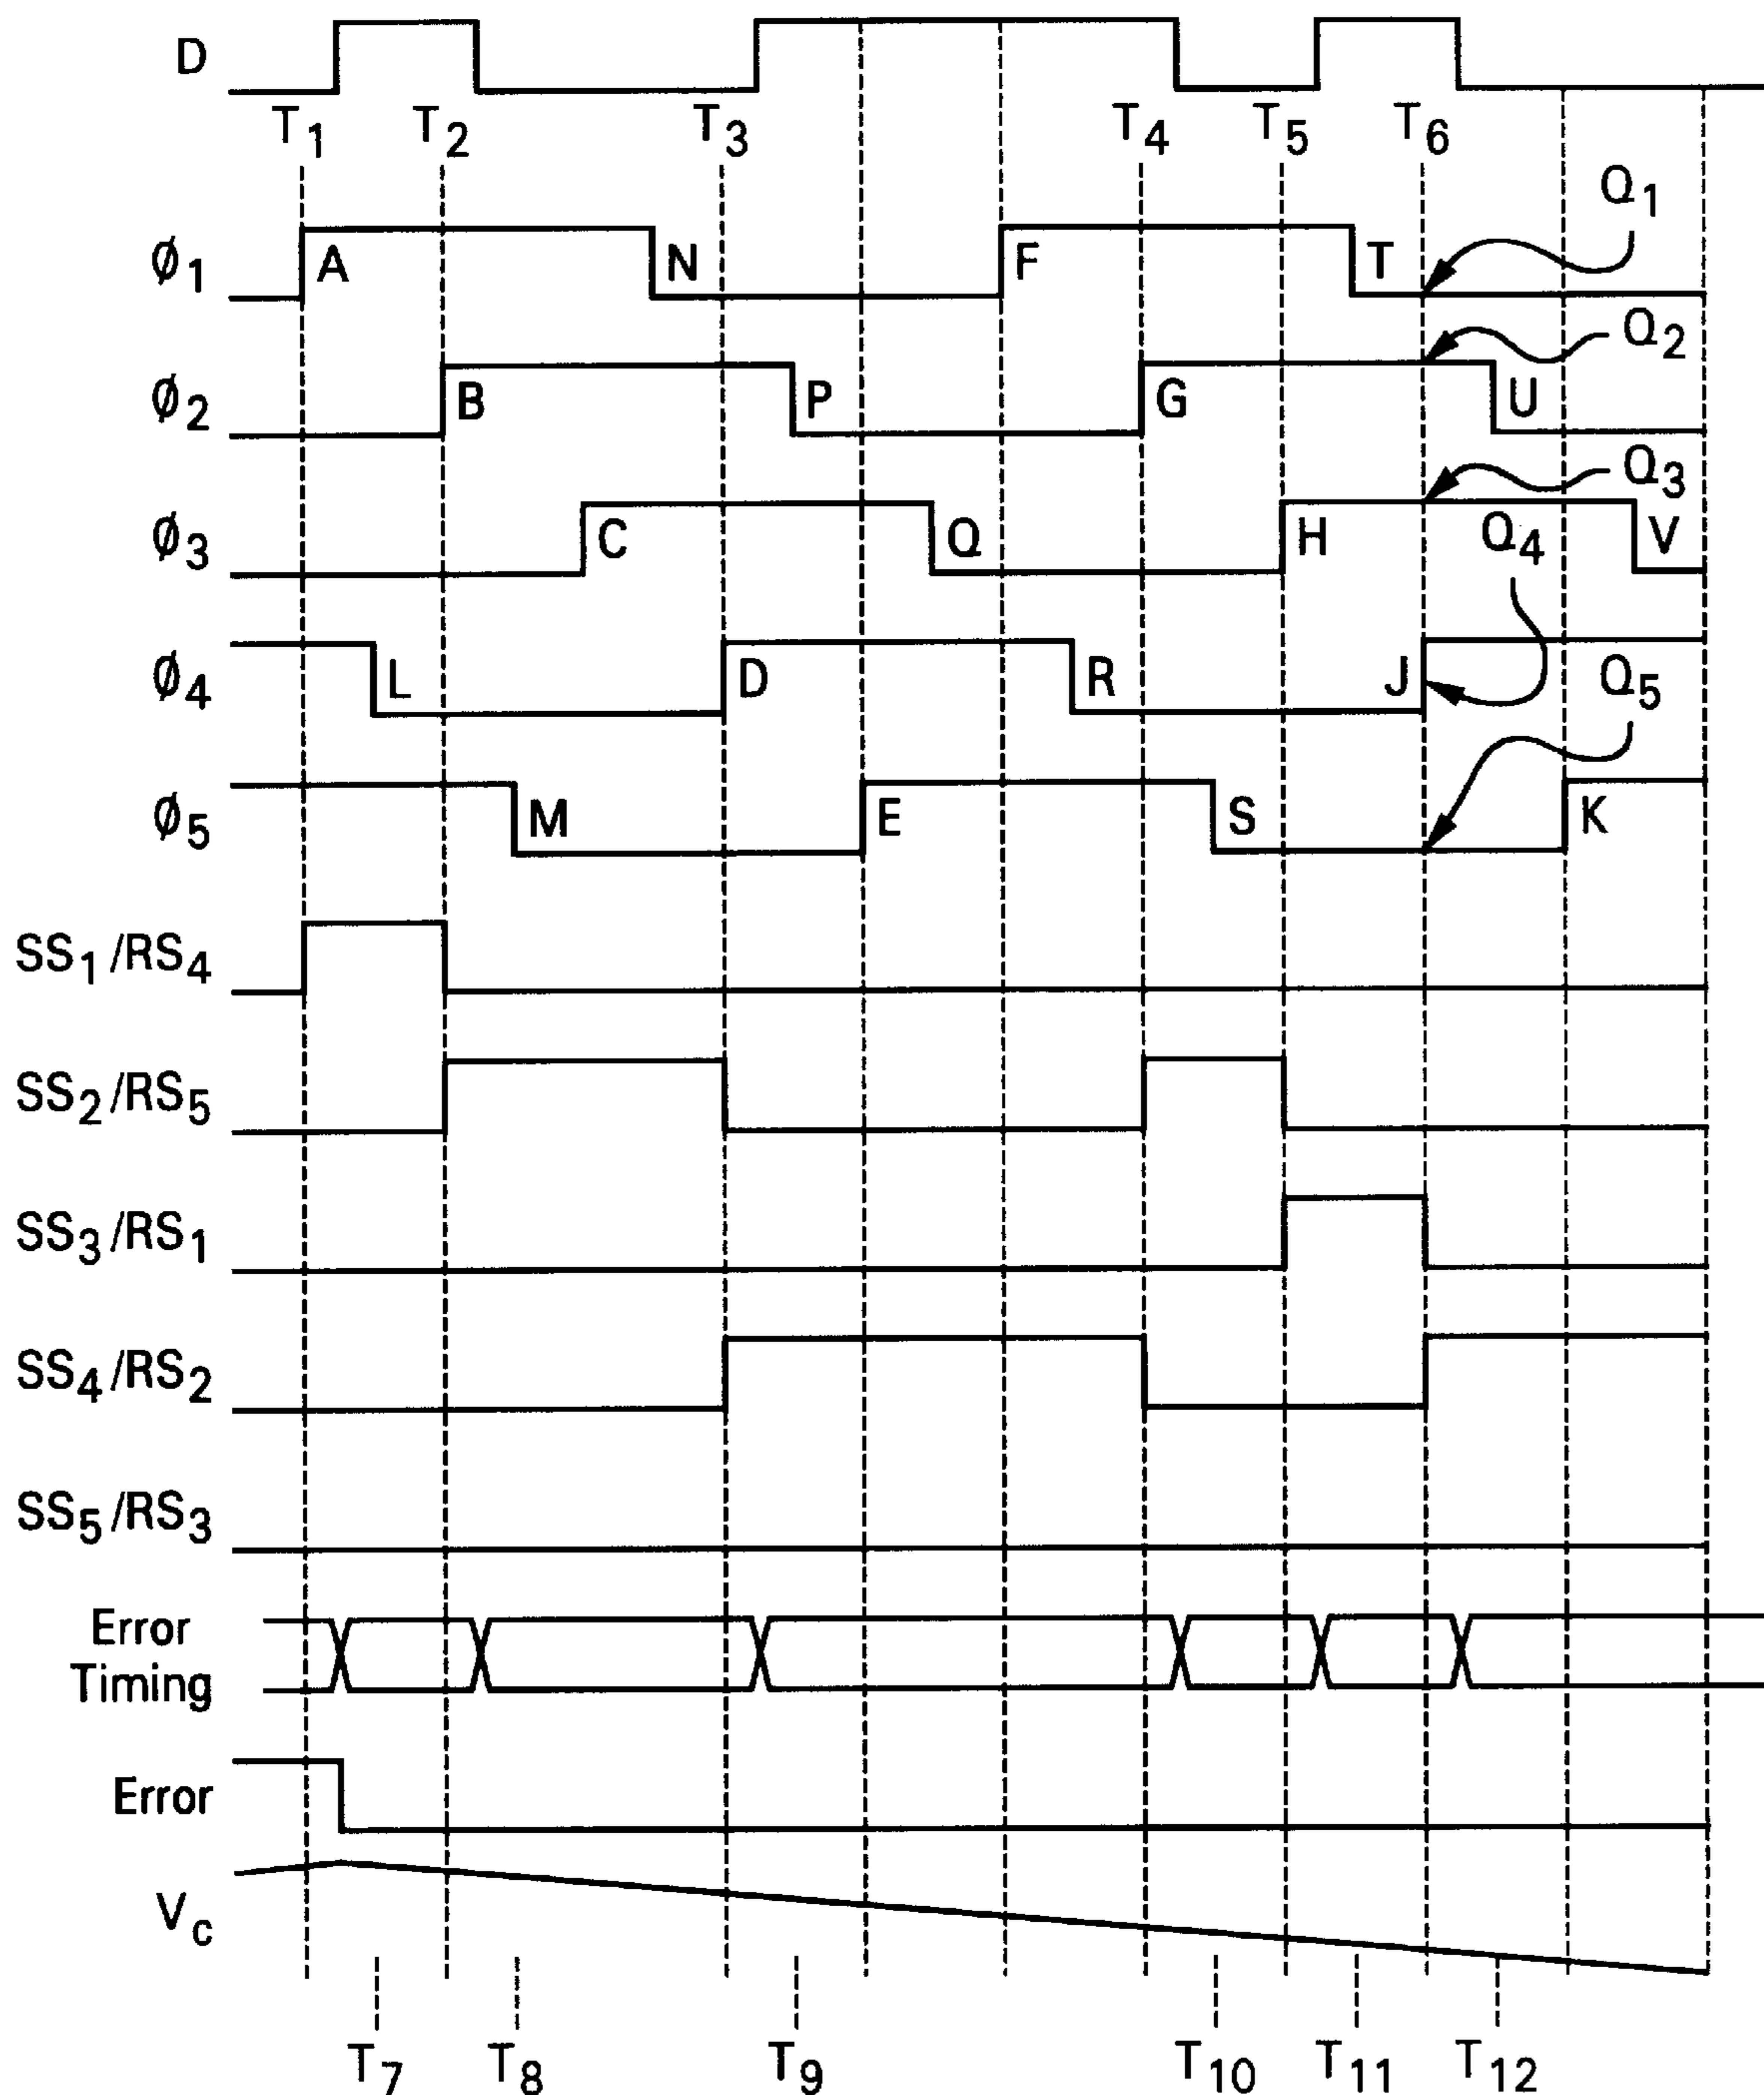 D
T₁ T₂ T₃ T₄ T₅ T₆
Q₁
Ø₁ A N F T
Q₂
Ø₂ B P G U
Q₃
Ø₃ C Q H Q₄ V
Ø₄ L D R J Q₅
Ø₅ M E S K
SS₁/RS₄
SS₂/RS₅
SS₃/RS₁
SS₄/RS₂
SS₅/RS₃
Error
Timing
Error
V꜀
T₇ T₈ T₉ T₁₀ T₁₁ T₁₂